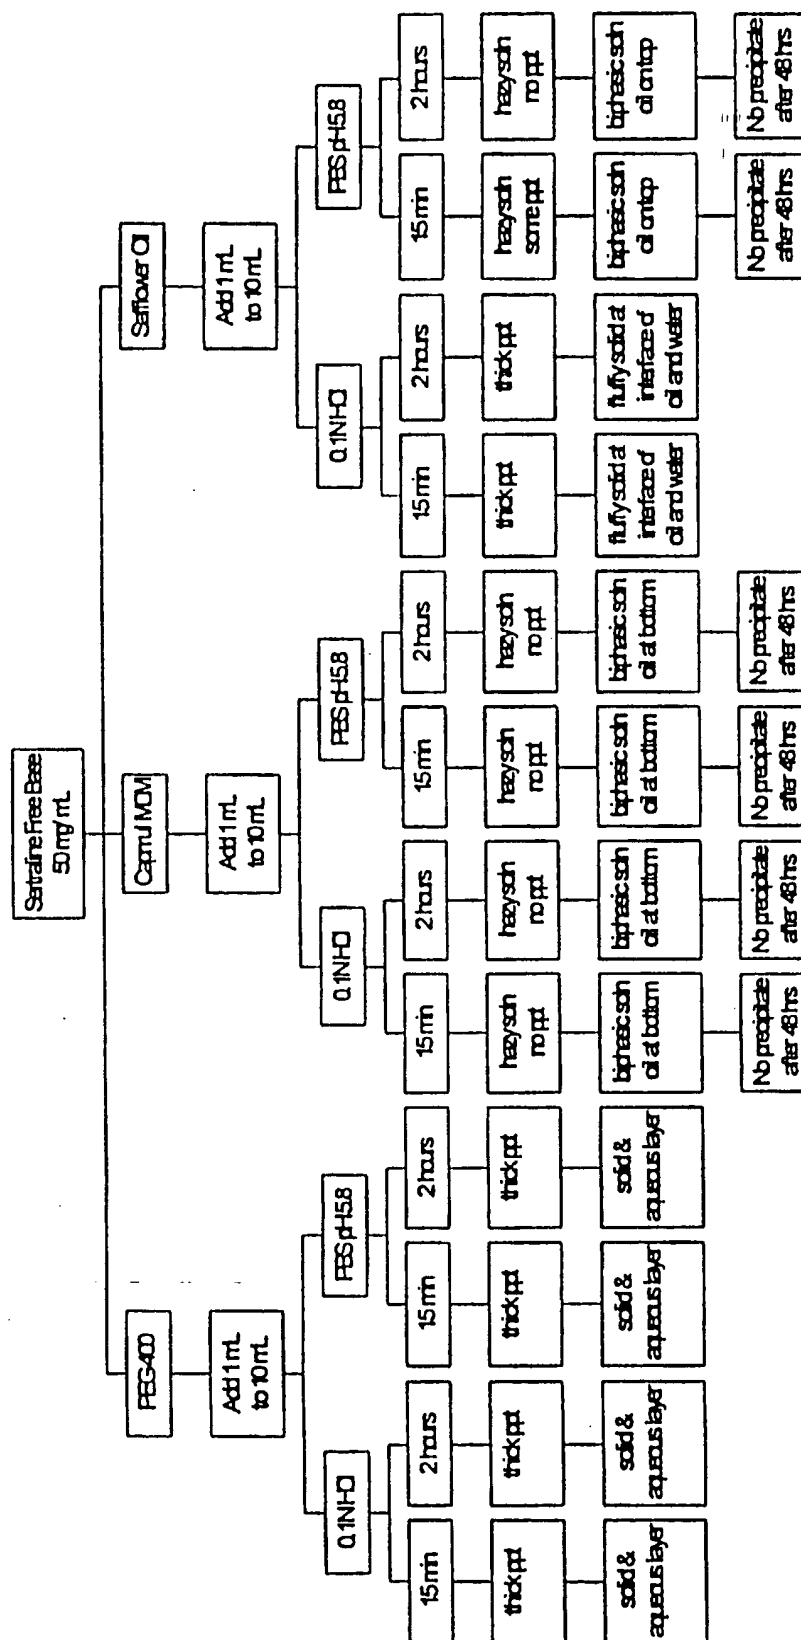 Sertraline Free Base
50 mg/mL
PEG400
Capmul MCM
Safflower Oil
Add 1 mL
to 10 mL
Add 1 mL
to 10 mL
Add 1 mL
to 10 mL
0.1N HCl
PBS pH 5.8
0.1N HCl
PBS pH 5.8
0.1N HCl
PBS pH 5.8
15 min
2 hours
15 min
2 hours
15 min
2 hours
15 min
2 hours
15 min
2 hours
15 min
2 hours
thick ppt
thick ppt
thick ppt
thick ppt
hazy soln
no ppt
hazy soln
no ppt
hazy soln
no ppt
hazy soln
no ppt
thick ppt
thick ppt
hazy soln
some ppt
hazy soln
no ppt
solid &
aqueous layer
solid &
aqueous layer
solid &
aqueous layer
solid &
aqueous layer
biphasic soln
oil at bottom
biphasic soln
oil at bottom
biphasic soln
oil at bottom
biphasic soln
oil at bottom
fluffy solid at
interface of
oil and water
fluffy solid at
interface of
oil and water
biphasic soln
oil on top
biphasic soln
oil on top
No precipitate
after 48 hrs
No precipitate
after 48 hrs
No precipitate
after 48 hrs
No precipitate
after 48 hrs
No precipitate
after 48 hrs
No precipitate
after 48 hrs